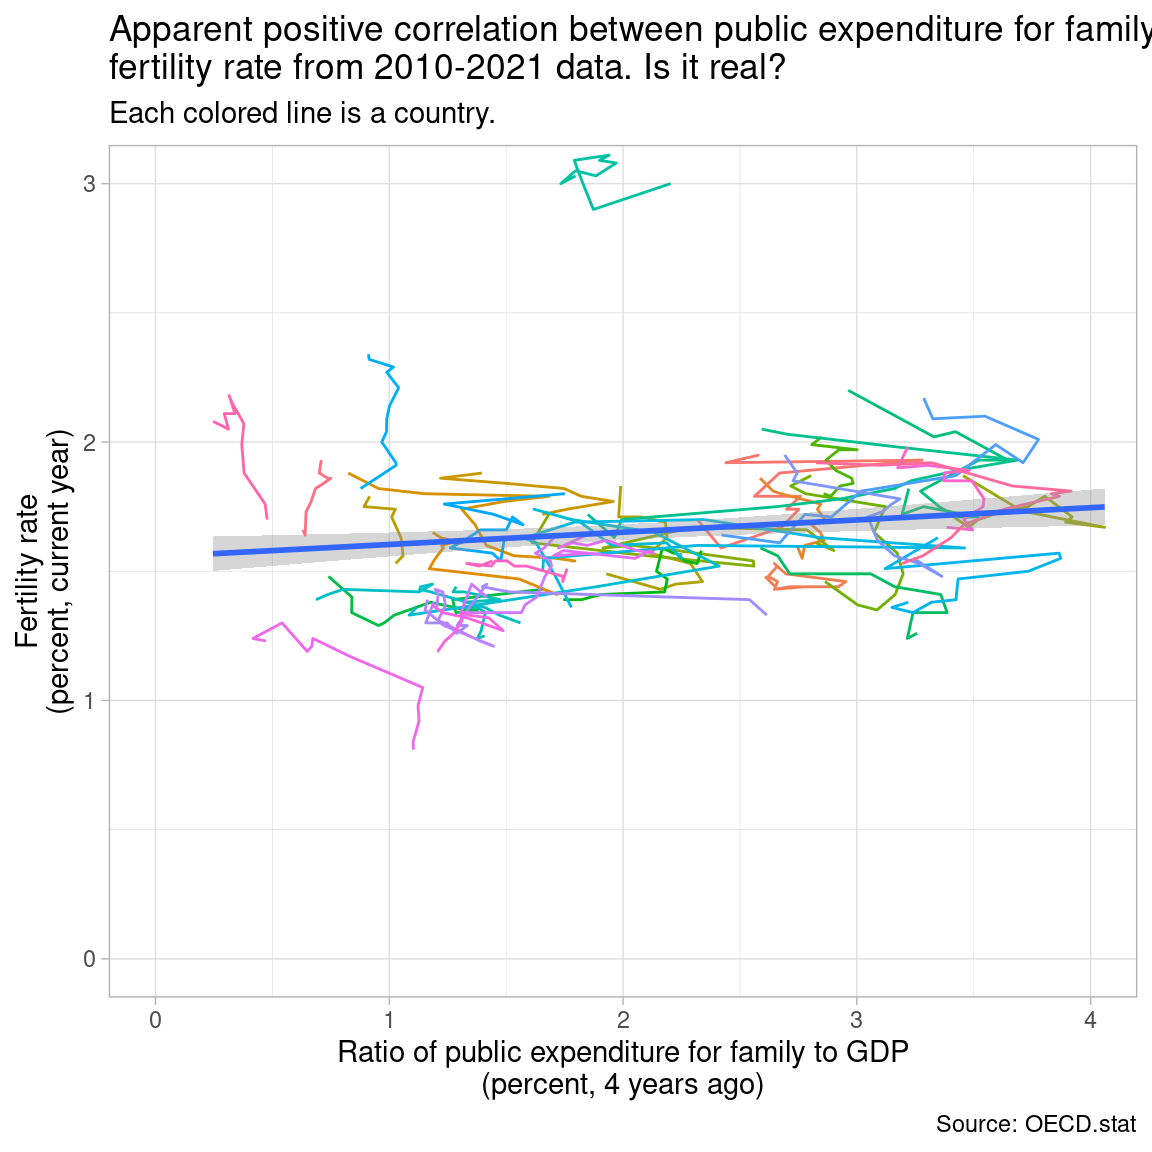 Apparent positive correlation between public expenditure for family
fertility rate from 2010-2021 data. Is it real?
Each colored line is a country.
3
2
1
0
Fertility rate
(percent, current year)
0 1 2 3 4
Ratio of public expenditure for family to GDP
(percent, 4 years ago)
Source: OECD.stat